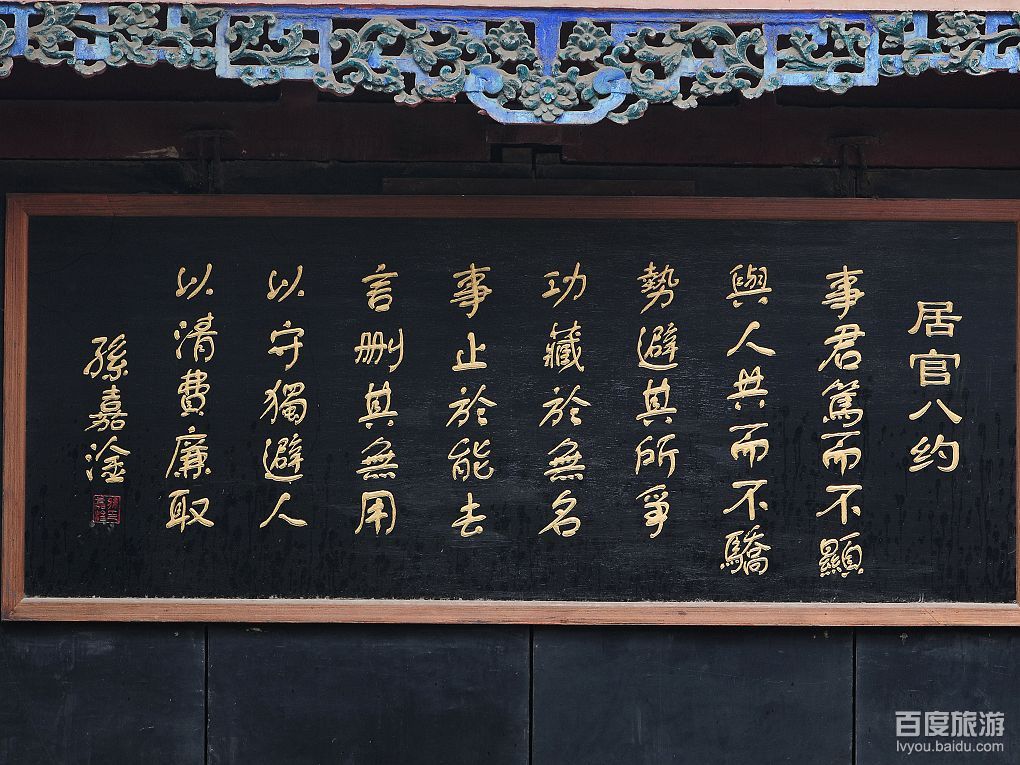 居官八约
事君篤而不顯
與人共而不驕
勢避其所爭
功藏於無名
事止於能去
言刪其無用
以守獨避人
以清費廉取
孫嘉淦
百度旅游
lvyou.baidu.com